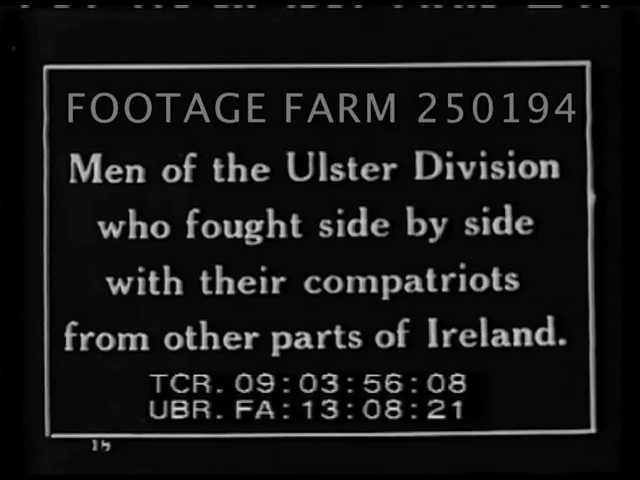 FOOTAGE FARM 250194
Men of the Ulster Division
who fought side by side
with their compatriots
from other parts of Ireland.
TCR. 09:03:56:08
UBR. FA: 13:08:21